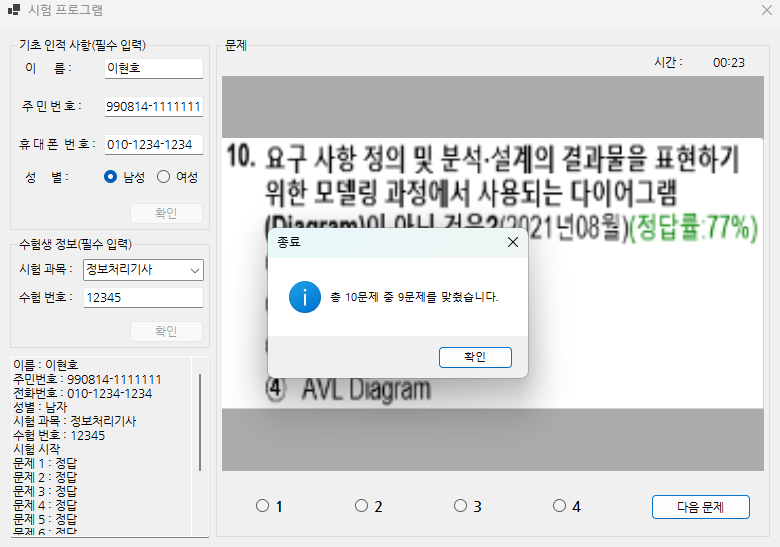 시험 프로그램
기초 인적 사항(필수 입력)
이 름 : 이현호
주 민 번 호 : 990814-1111111
휴 대 폰 번 호 : 010-1234-1234
성 별 : 남성 여성
확인
수험생 정보(필수 입력)
시험 과목 : 정보처리기사
수험 번호 : 12345
확인
이름 : 이현호
주민번호 : 990814-1111111
전화번호 : 010-1234-1234
성별 : 남자
시험 과목 : 정보처리기사
수험 번호 : 12345
시험 시작
문제 1 : 정답
문제 2 : 정답
문제 3 : 정답
문제 4 : 정답
문제 5 : 정답
문제 6 : 정답
문제
시간 : 00:23
10. 요구 사항 정의 및 분석·설계의 결과물을 표현하기
위한 모델링 과정에서 사용되는 다이어그램
(Diagram)이 아닌 것은?(2021년08월)(정답률:77%)
종료
총 10문제 중 9문제를 맞췄습니다.
확인
④ AVL Diagram
1 2 3 4
다음 문제